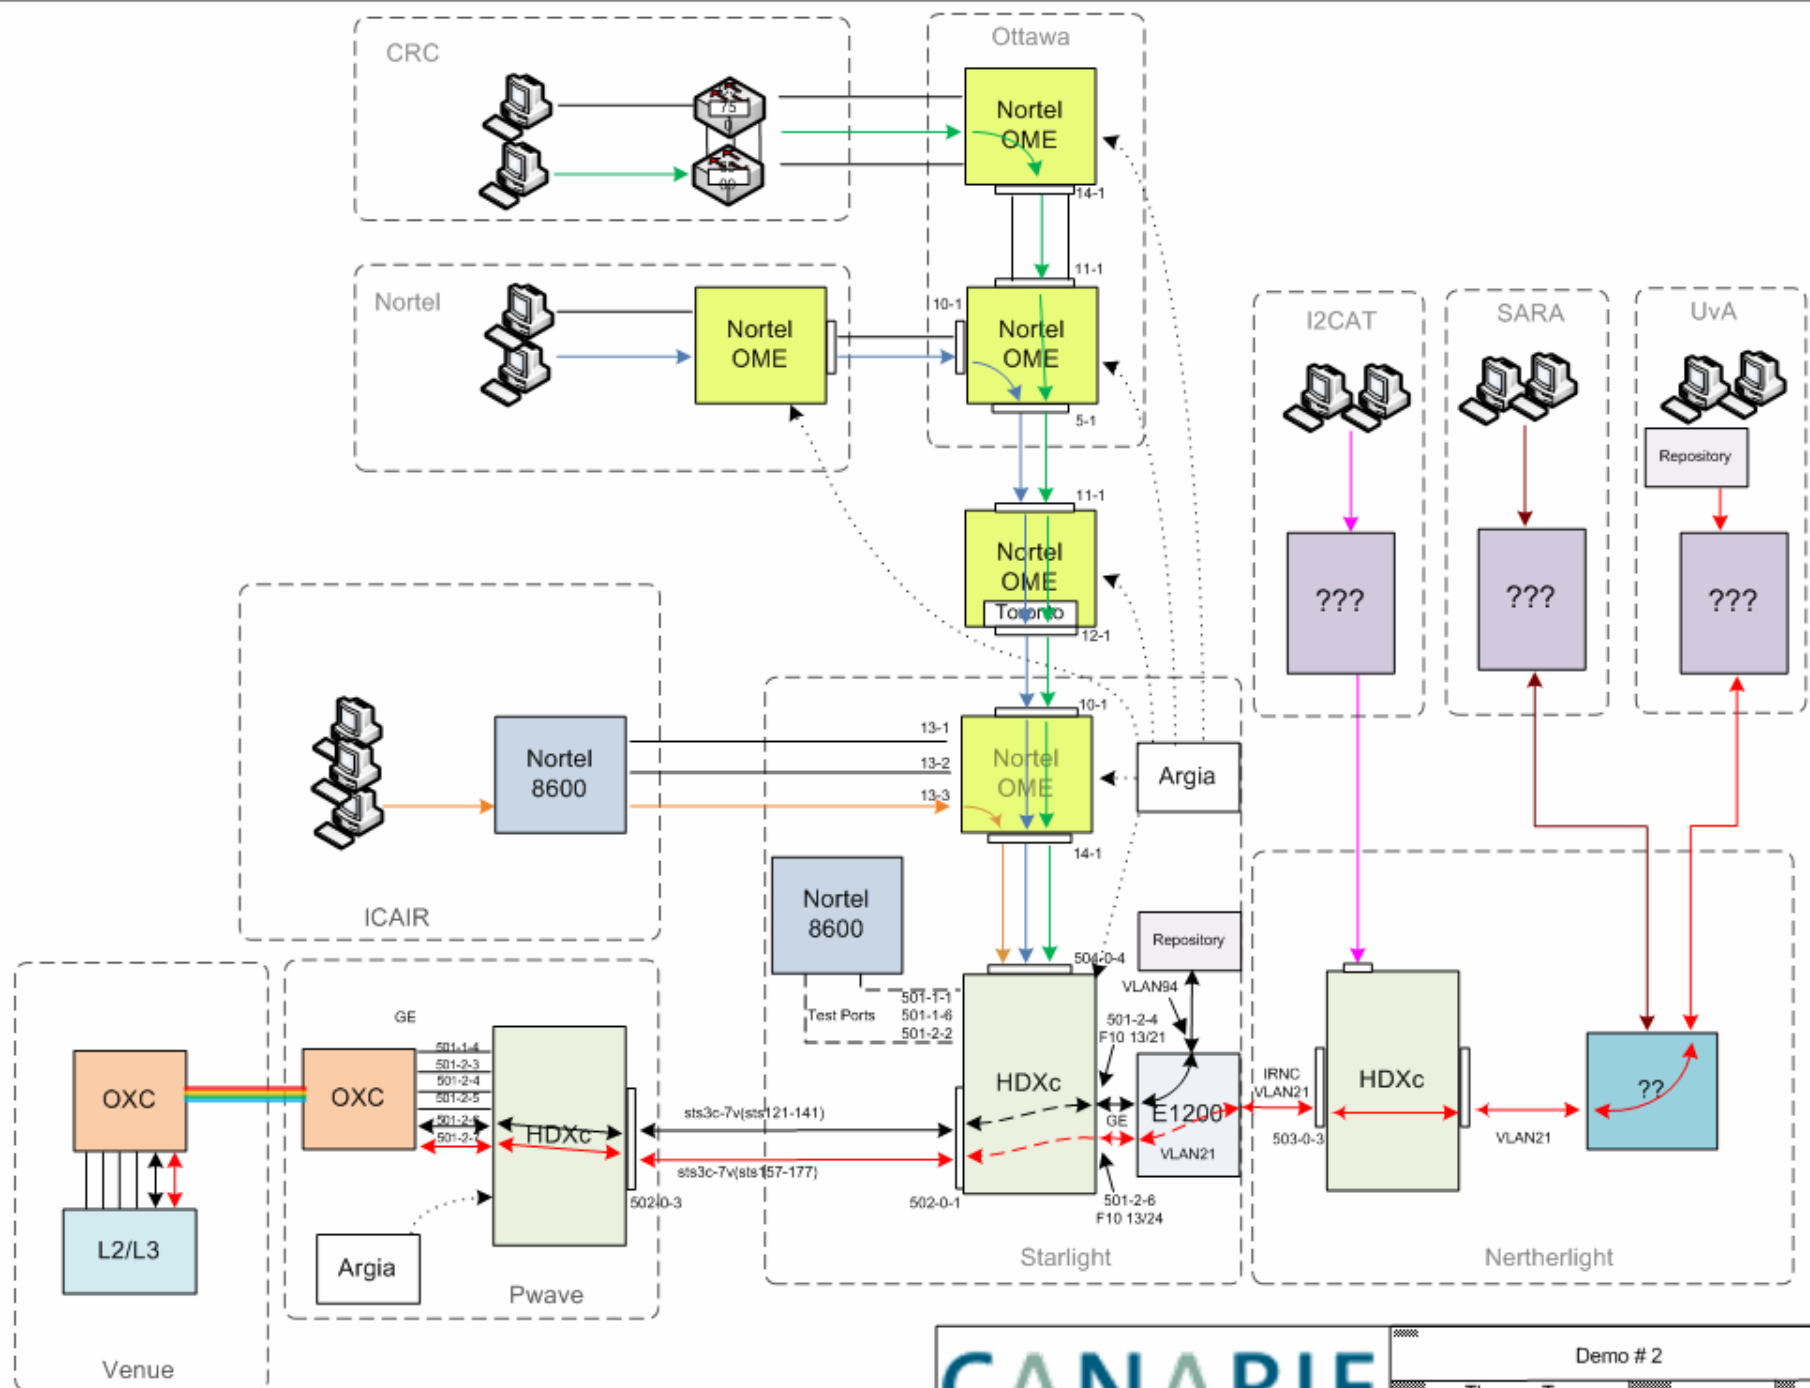 CRC
75
0
Ottawa
Nortel
OME
14-1
11-1
Nortel
Nortel
OME
10-1
Nortel
OME
5-1
I2CAT
SARA
UvA
Repository
???
???
???
11-1
Nortel
OME
Toronto
12-1
10-1
Nortel
8600
13-1
13-2
13-3
Nortel
OME
Argia
14-1
ICAIR
Nortel
8600
Test Ports
501-1-1
501-1-6
501-2-2
504-0-4
Repository
VLAN94
501-2-4
F10 13/21
HDXc
GE
E1200
VLAN21
501-2-6
F10 13/24
502-0-1
Starlight
IRNC
VLAN21
503-0-3
HDXc
VLAN21
??
Nertherlight
GE
OXC
OXC
501-1-4
501-2-3
501-2-4
501-2-5
HDXc
sts3c-7v(sts121-141)
sts3c-7v(sts157-177)
502-0-3
L2/L3
Argia
Pwave
Venue
CANARIE
Demo # 2